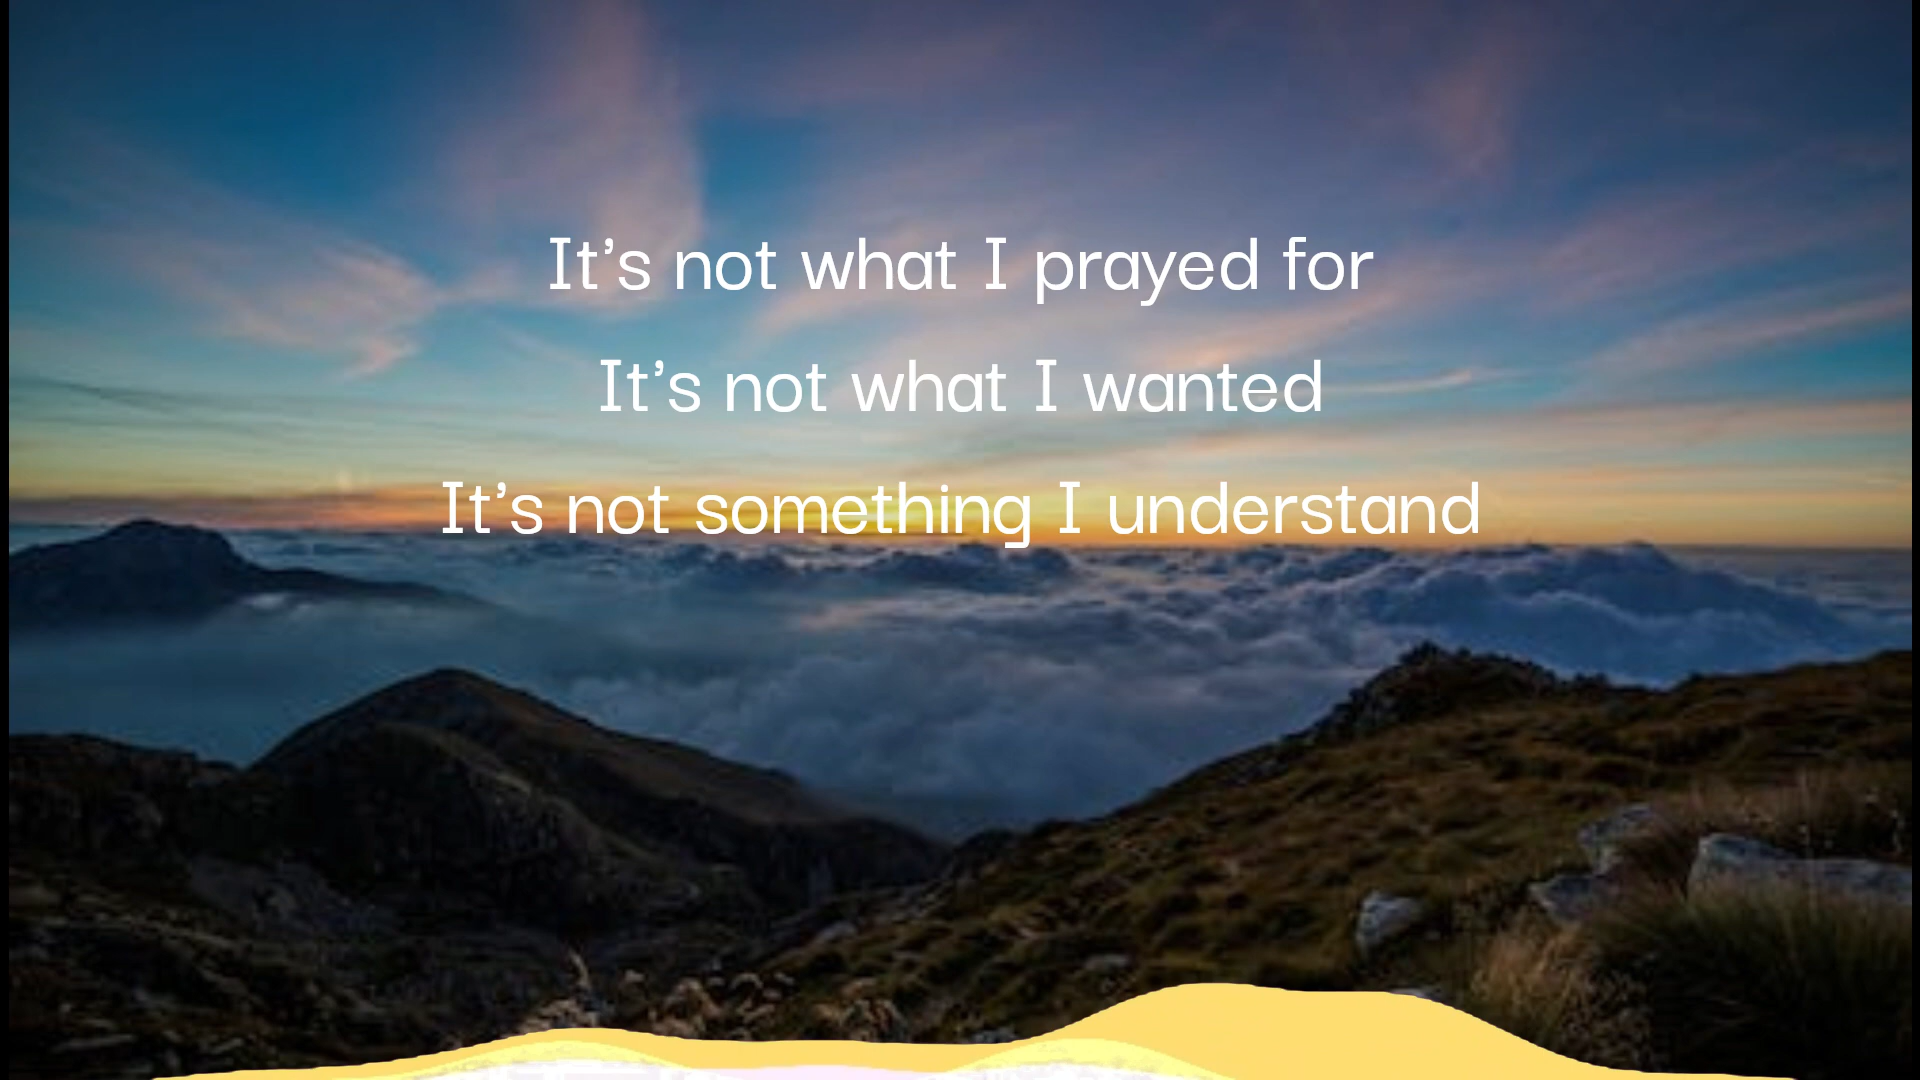 It's not what I prayed for
It's not what I wanted
It's not something I understand